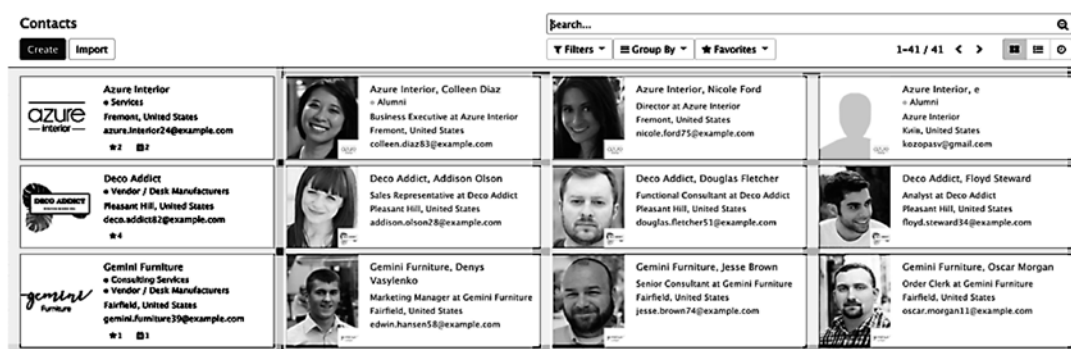 Contacts
Search...
Create Import
Filters Group By Favorites 1-41 / 41
azure
interior
Azure Interior
Services
Fremont, United States
azure.Interior24@example.com
2 2
Azure Interior, Colleen Diaz
Alumni
Business Executive at Azure Interior
Fremont, United States
colleen.diaz83@example.com
Azure Interior, Nicole Ford
Director at Azure Interior
Fremont, United States
nicole.ford75@example.com
Azure Interior, e
Alumni
Azure Interior
Київ, United States
kozopasv@gmail.com
DECO ADDICT
Deco Addict
Vendor / Desk Manufacturers
Pleasant Hill, United States
deco.addict82@example.com
4
Deco Addict, Addison Olson
Sales Representative at Deco Addict
Pleasant Hill, United States
addison.olson28@example.com
Deco Addict, Douglas Fletcher
Functional Consultant at Deco Addict
Pleasant Hill, United States
douglas.fletcher51@example.com
Deco Addict, Floyd Steward
Analyst at Deco Addict
Pleasant Hill, United States
floyd.steward34@example.com
gemini
Furniture
Gemini Furniture
Consulting Services
Vendor / Desk Manufacturers
Fairfield, United States
gemini.furniture39@example.com
1 3
Gemini Furniture, Denys
Vasylenko
Marketing Manager at Gemini Furniture
Fairfield, United States
edwin.hansen58@example.com
Gemini Furniture, Jesse Brown
Senior Consultant at Gemini Furniture
Fairfield, United States
jesse.brown74@example.com
Gemini Furniture, Oscar Morgan
Order Clerk at Gemini Furniture
Fairfield, United States
oscar.morgan11@example.com